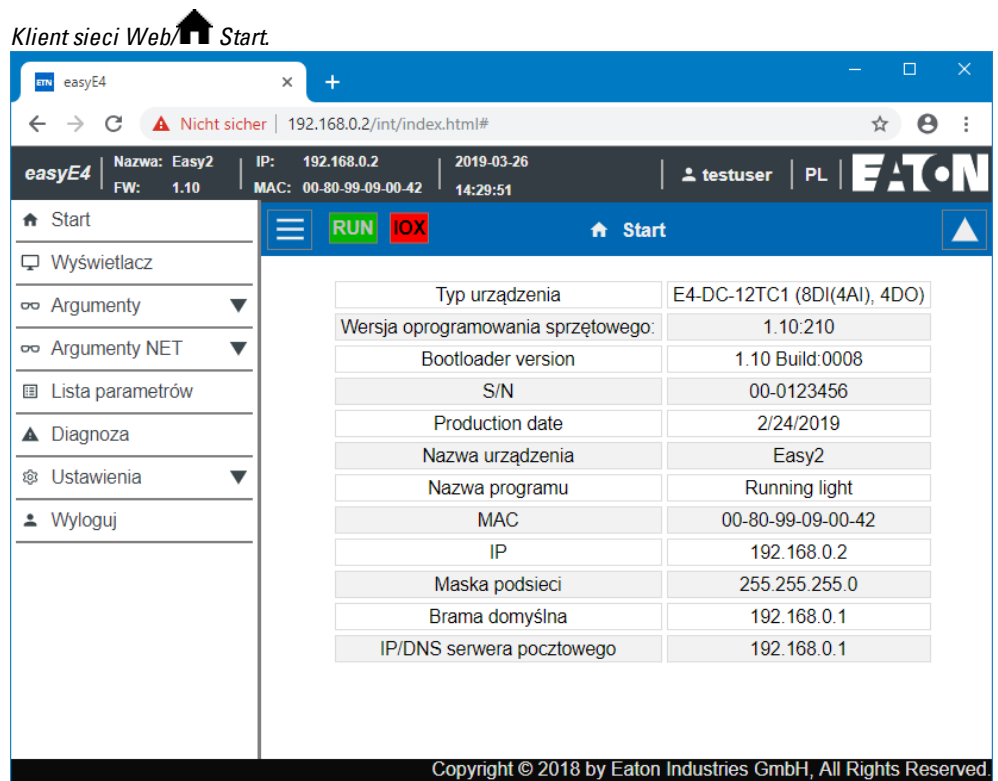 Klient sieci Web/ Start.
ETN easyE4
Nicht sicher | 192.168.0.2/int/index.html#
easyE4 Nazwa: Easy2 IP: 192.168.0.2 2019-03-26 testuser PL EATON
FW: 1.10 MAC: 00-80-99-09-00-42 14:29:51
Start
Wyświetlacz
Argumenty
Argumenty NET
Lista parametrów
Diagnoza
Ustawienia
Wyloguj
RUN IOX Start
Typ urządzenia E4-DC-12TC1 (8DI(4AI), 4DO)
Wersja oprogramowania sprzętowego: 1.10:210
Bootloader version 1.10 Build:0008
S/N 00-0123456
Production date 2/24/2019
Nazwa urządzenia Easy2
Nazwa programu Running light
MAC 00-80-99-09-00-42
IP 192.168.0.2
Maska podsieci 255.255.255.0
Brama domyślna 192.168.0.1
IP/DNS serwera pocztowego 192.168.0.1
Copyright © 2018 by Eaton Industries GmbH, All Rights Reserved.